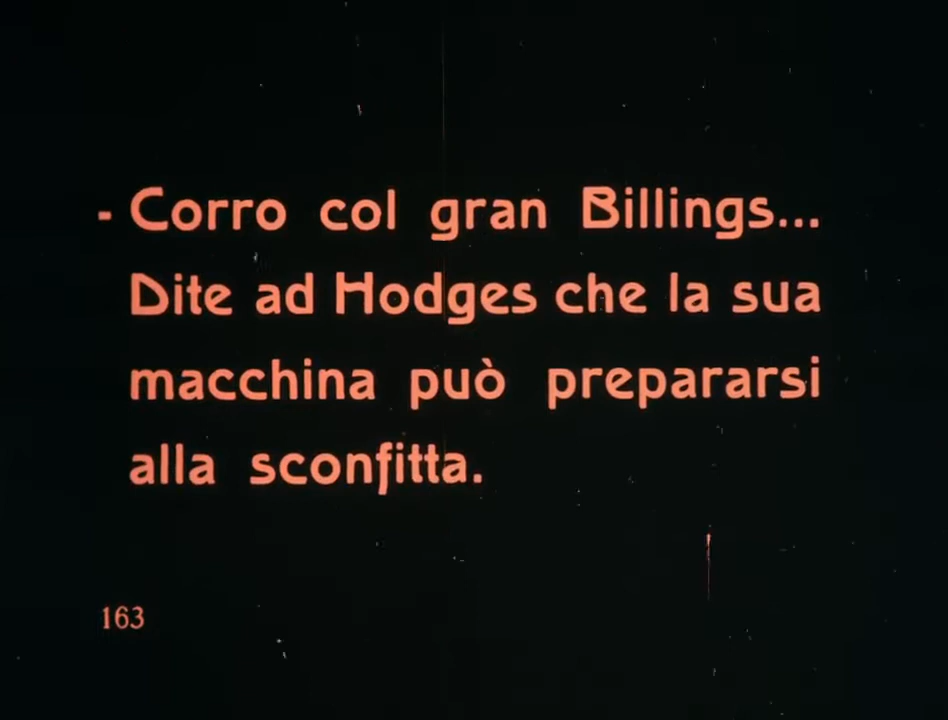 - Corro col gran Billings...
Dite ad Hodges che la sua
macchina può prepararsi
alla sconfitta.
163